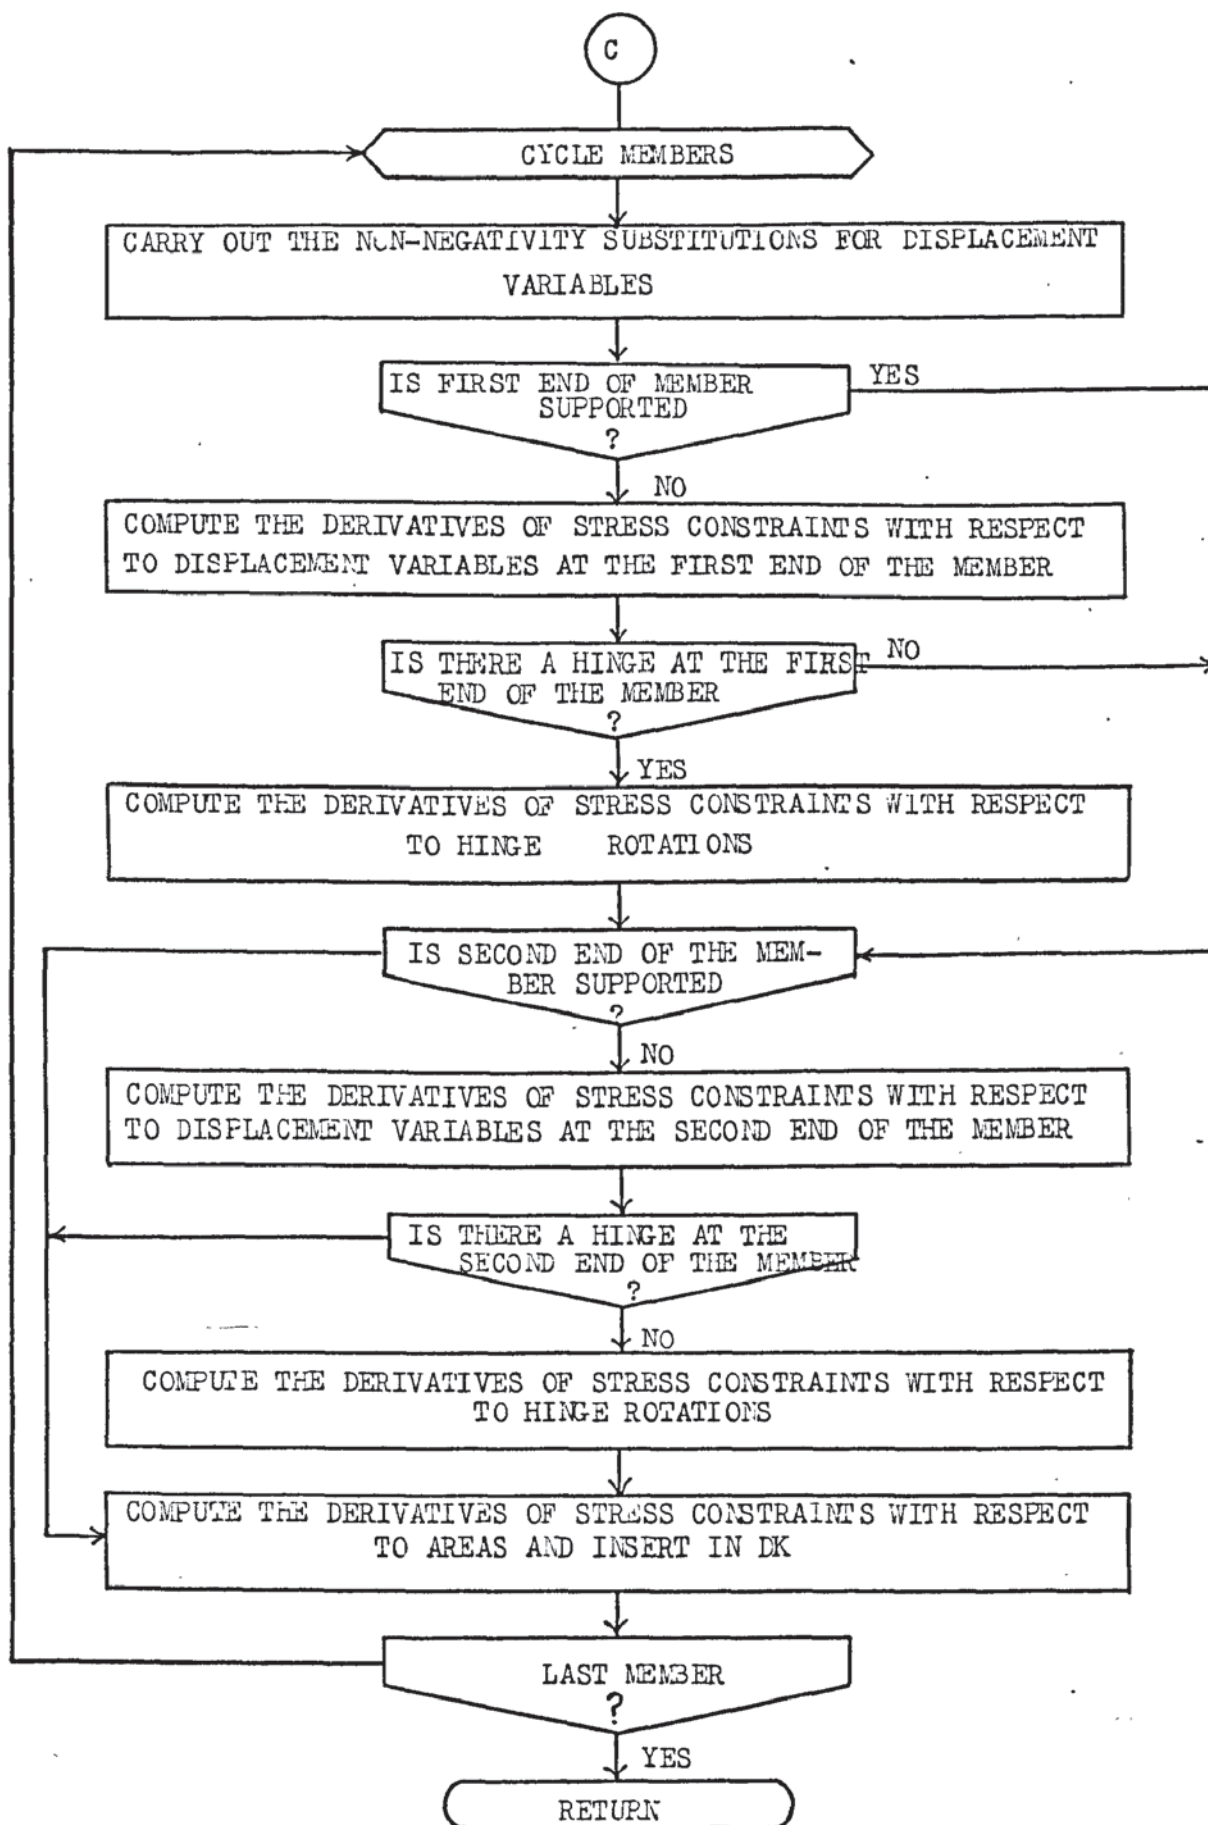 C
CYCLE MEMBERS
CARRY OUT THE NON-NEGATIVITY SUBSTITUTIONS FOR DISPLACEMENT
VARIABLES
IS FIRST END OF MEMBER
SUPPORTED
?
YES
NO
COMPUTE THE DERIVATIVES OF STRESS CONSTRAINTS WITH RESPECT
TO DISPLACEMENT VARIABLES AT THE FIRST END OF THE MEMBER
IS THERE A HINGE AT THE FIRST
END OF THE MEMBER
?
NO
YES
COMPUTE THE DERIVATIVES OF STRESS CONSTRAINTS WITH RESPECT
TO HINGE ROTATIONS
IS SECOND END OF THE MEM-
BER SUPPORTED
?
NO
COMPUTE THE DERIVATIVES OF STRESS CONSTRAINTS WITH RESPECT
TO DISPLACEMENT VARIABLES AT THE SECOND END OF THE MEMBER
IS THERE A HINGE AT THE
SECOND END OF THE MEMBER
?
NO
COMPUTE THE DERIVATIVES OF STRESS CONSTRAINTS WITH RESPECT
TO HINGE ROTATIONS
COMPUTE THE DERIVATIVES OF STRESS CONSTRAINTS WITH RESPECT
TO AREAS AND INSERT IN DK
LAST MEMBER
?
YES
RETURN